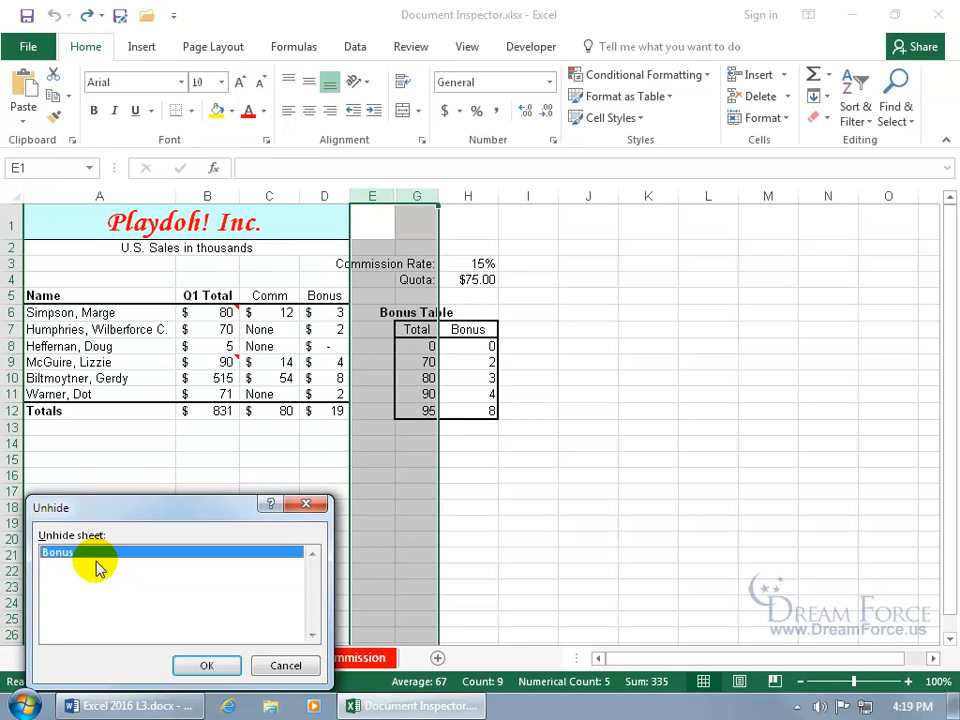 Document Inspector.xlsx - Excel
Sign in
File Home Insert Page Layout Formulas Data Review View Developer Tell me what you want to do Share
Paste Arial 10 General Conditional Formatting Insert
Format as Table Delete Sort & Find &
B I U A $ % , Cell Styles Format Filter Select
Clipboard Font Alignment Number Styles Cells Editing
E1 fx
A B C D E G H I J K L M N O
1 Playdoh! Inc.
2 U.S. Sales in thousands
3 Commission Rate: 15%
4 Quota: $75.00
5 Name Q1 Total Comm Bonus
6 Simpson, Marge $ 80 $ 12 $ 3 Bonus Table
7 Humphries, Wilberforce C. $ 70 None $ 2 Total Bonus
8 Heffernan, Doug $ 5 None $ - 0 0
9 McGuire, Lizzie $ 90 $ 14 $ 4 70 2
10 Biltmoytner, Gerdy $ 515 $ 54 $ 8 80 3
11 Warner, Dot $ 71 None $ 2 90 4
12 Totals $ 831 $ 80 $ 19 95 8
13
14
15
16
17
18
19
20
21
22
23
24
25
26
Unhide
?
Unhide sheet:
Bonus
OK Cancel
DREAM FORCE
www.DreamForce.us
mmission
Rea Average: 67 Count: 9 Numerical Count: 5 Sum: 335 100%
Excel 2016 L3.docx - ... Document Inspector.... 4:19 PM